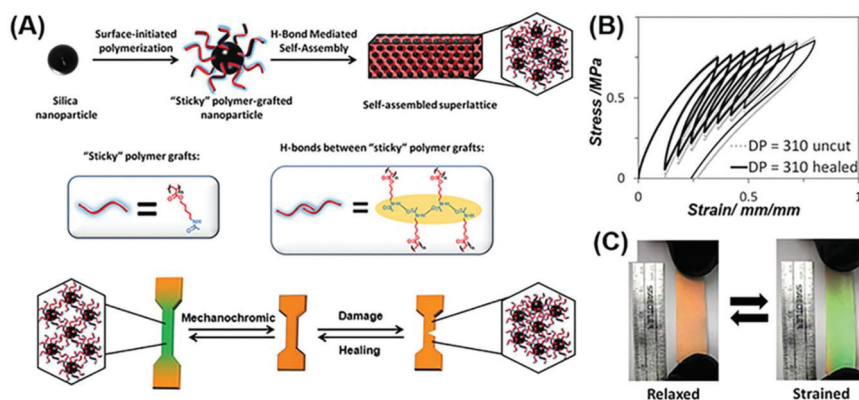 (A)
Surface-initiated
polymerization
H-Bond Mediated
Self-Assembly
Silica
nanoparticle
"Sticky" polymer-grafted
nanoparticle
Self-assembled superlattice
"Sticky" polymer grafts:
H-bonds between "sticky" polymer grafts:
=
=
Mechanochromic
Damage
Healing
(B)
Stress /MPa
0.5
0
0
0.5
1
DP = 310 uncut
DP = 310 healed
Strain/ mm/mm
(C)
Relaxed
Strained